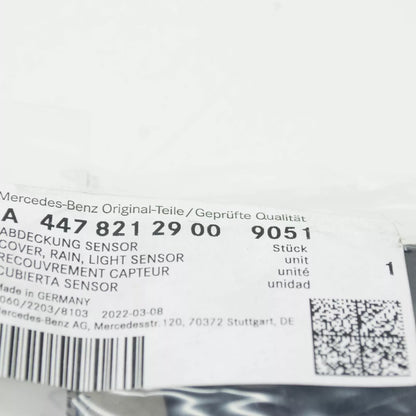 Mercedes-Benz Original-Teile/Geprüfte Qualität
A 447 821 29 00 9051
ABDECKUNG SENSOR Stück
COVER, RAIN, LIGHT SENSOR unit
RECOUVREMENT CAPTEUR unité 1
CUBIERTA SENSOR unidad
Made in GERMANY
060/2203/8103 2022-03-08
Mercedes-Benz AG, Mercedesstr. 120, 70372 Stuttgart, DE